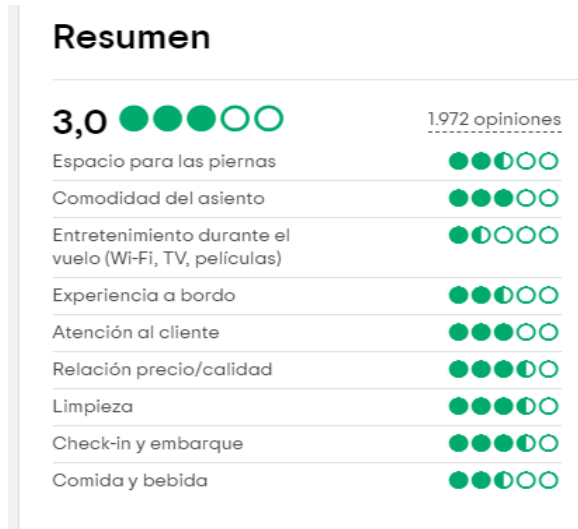 Resumen
3,0
1.972 opiniones
Espacio para las piernas
Comodidad del asiento
Entretenimiento durante el
vuelo (Wi-Fi, TV, películas)
Experiencia a bordo
Atención al cliente
Relación precio/calidad
Limpieza
Check-in y embarque
Comida y bebida